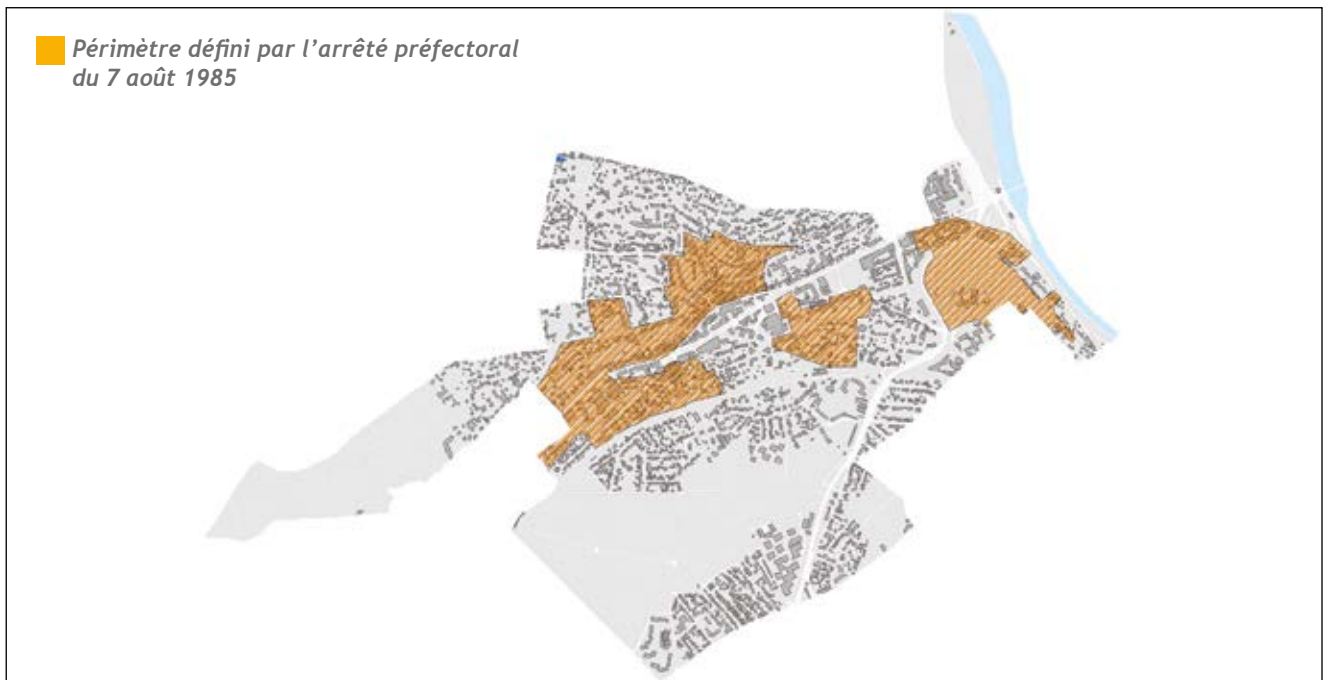 Périmètre défini par l’arrêté préfectoral
du 7 août 1985